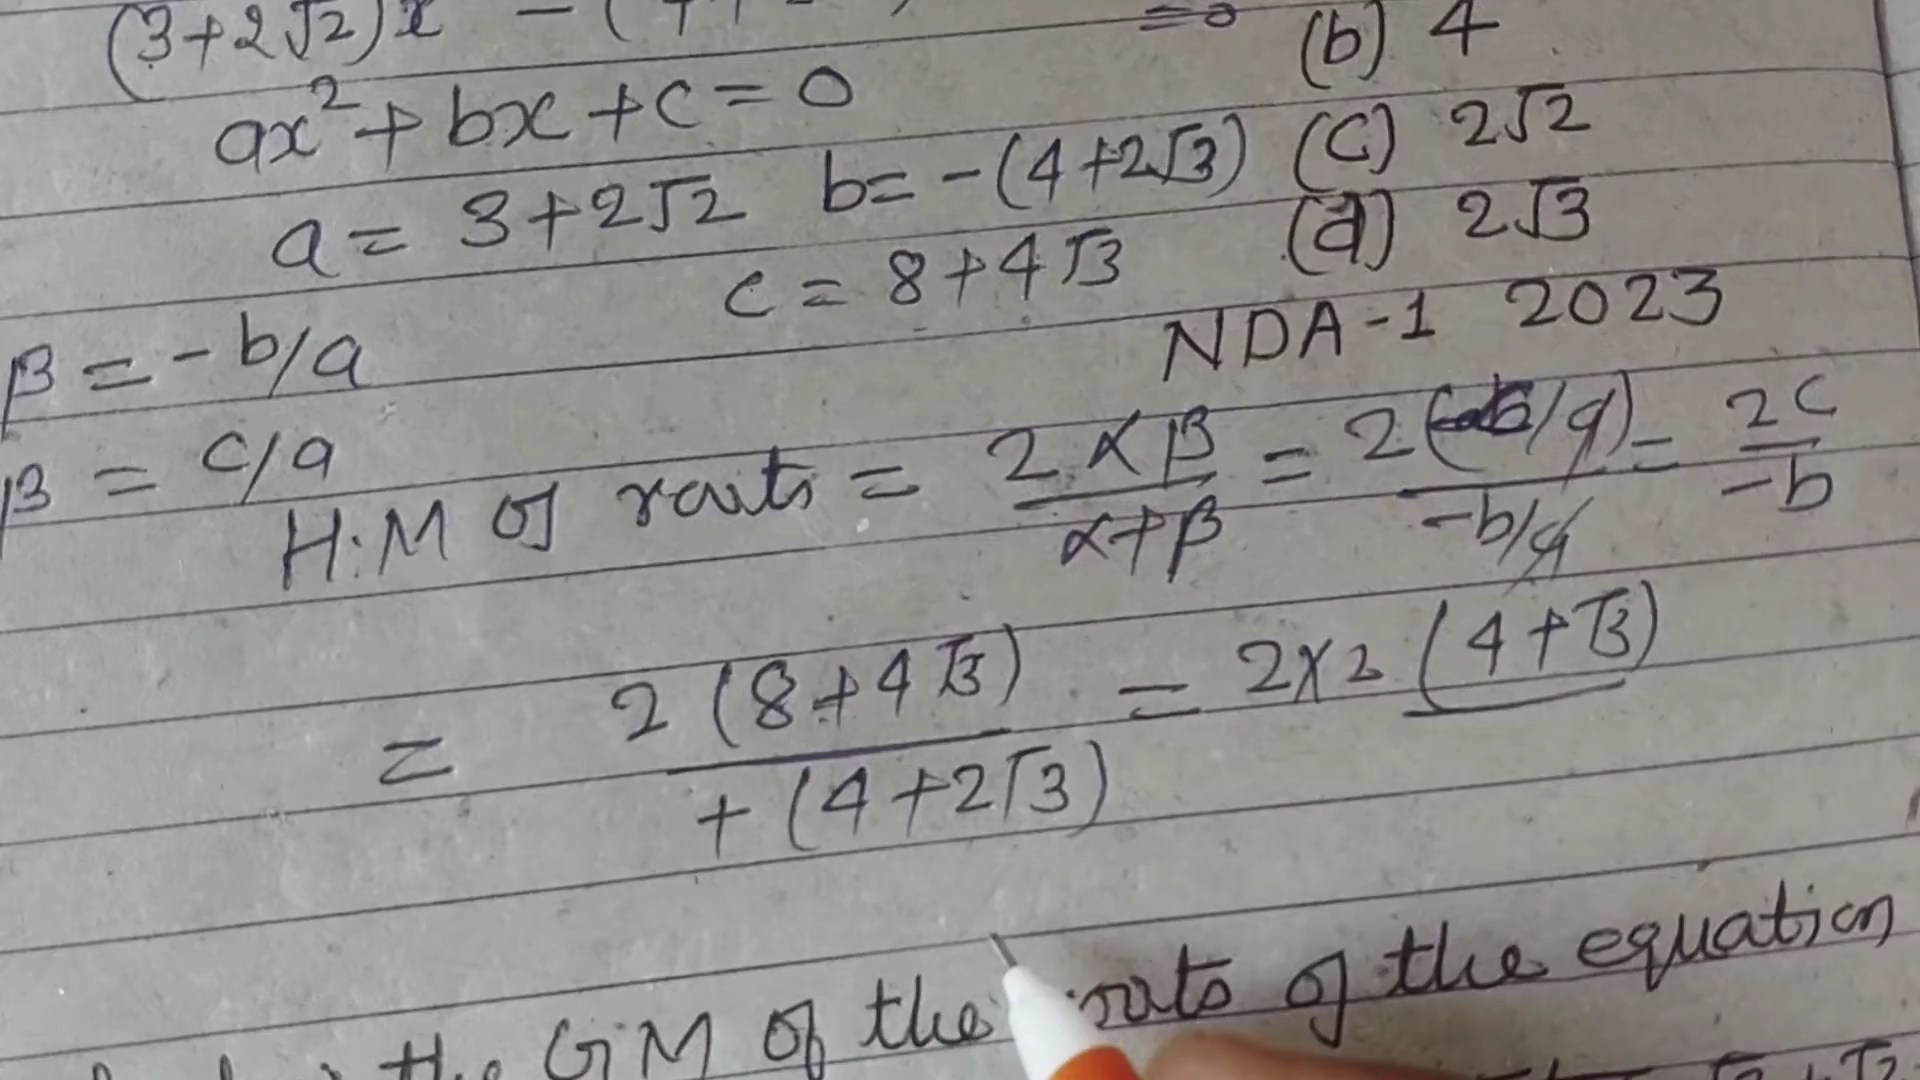 (3+2√2)x - ( =0
(b) 4
ax²+bx+c=0
(c) 2√2
a=3+2√2 b=-(4+2√3)
(d) 2√3
c=8+4√3
NDA-1 2023
β=-b/a
β=c/a
H.M of roots = 2αβ/α+β = 2( /a)/-b/a = 2c/-b
= 2(8+4√3)/+(4+2√3) = 2×2(4+√3)
the GM of the roots of the equation